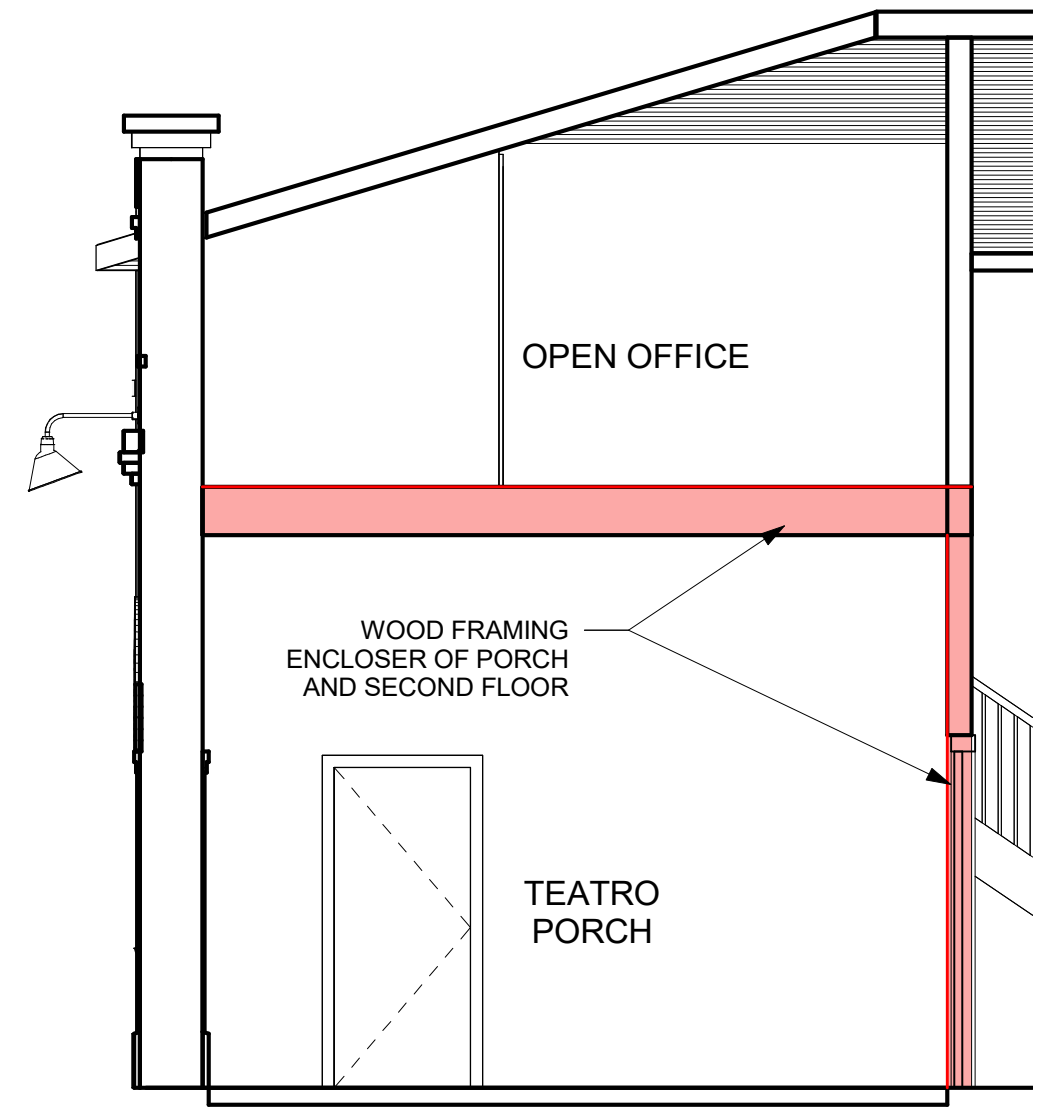 OPEN OFFICE
WOOD FRAMING
ENCLOSER OF PORCH
AND SECOND FLOOR
TEATRO
PORCH